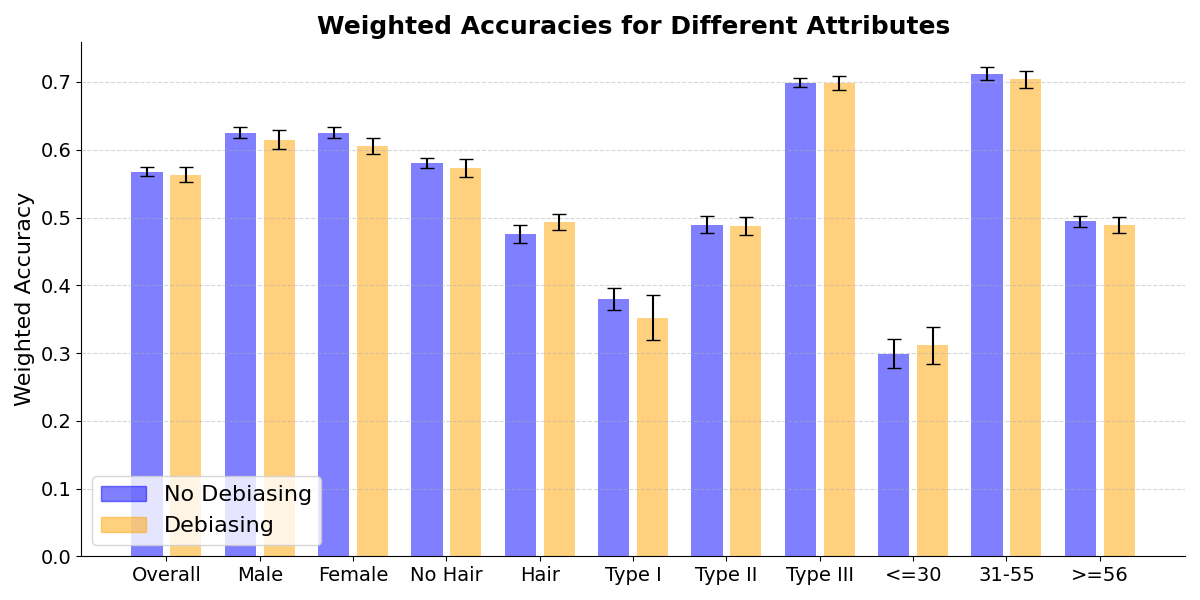 Weighted Accuracies for Different Attributes
Weighted Accuracy
0.7
0.6
0.5
0.4
0.3
0.2
0.1
0.0
No Debiasing
Debiasing
Overall Male Female No Hair Hair Type I Type II Type III <=30 31-55 >=56